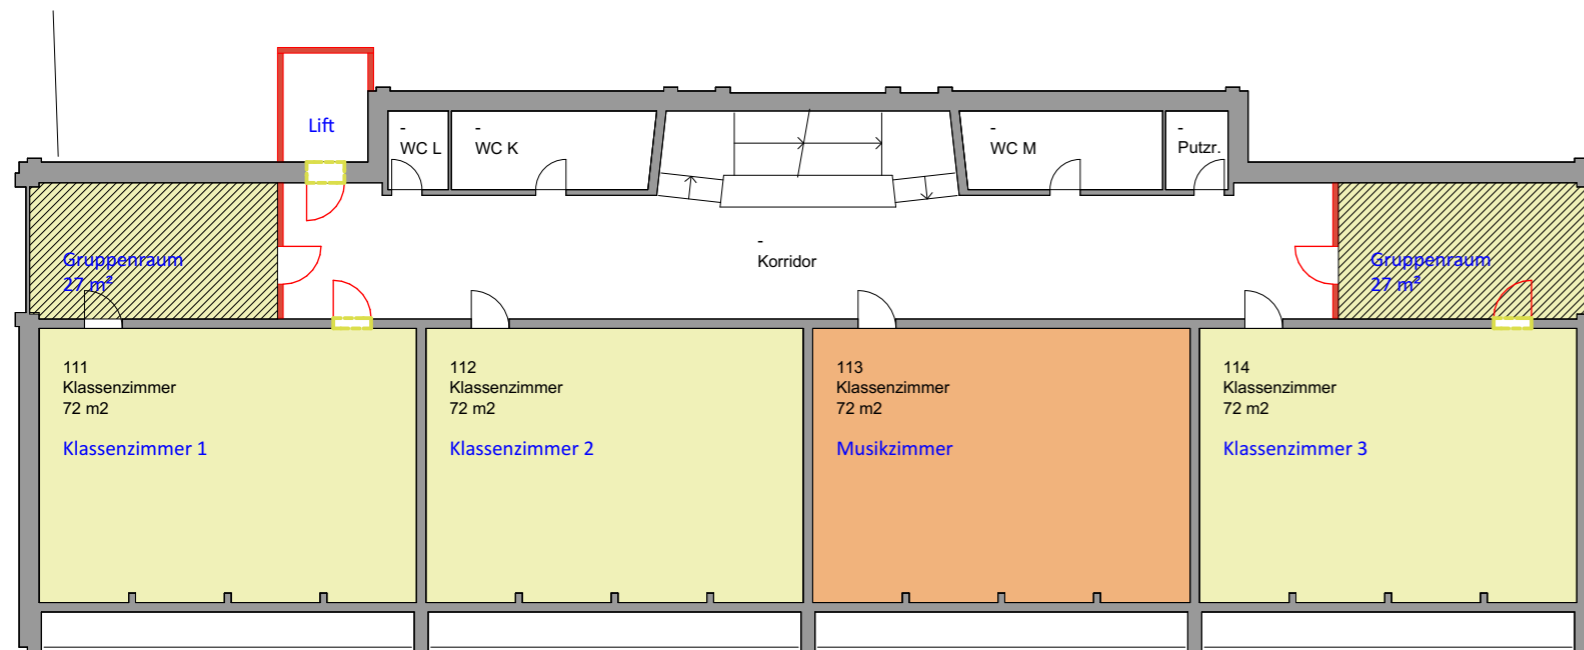 Lift
-
WC L
-
WC K
-
WC M
-
Putzr.
Gruppenraum
27 m²
-
Korridor
Gruppenraum
27 m²
111
Klassenzimmer
72 m2
Klassenzimmer 1
112
Klassenzimmer
72 m2
Klassenzimmer 2
113
Klassenzimmer
72 m2
Musikzimmer
114
Klassenzimmer
72 m2
Klassenzimmer 3